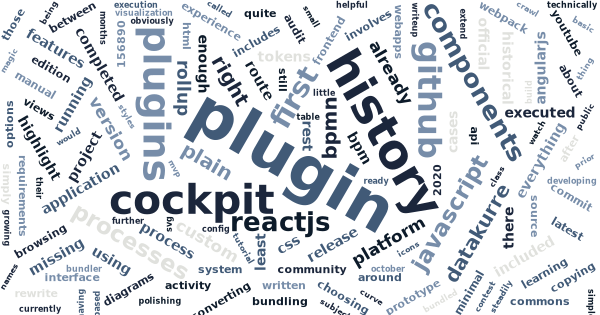 being
between
months
execution
visualization
obviously
called
experience
quite
small
audit
helpful
involves
frontend
webapps
writeup
extend
webpack
crawl
technically
basic
those
features
completed
156890
plugins
html
enough
includes
tokens
already
github
components
official
historical
youtube
angularjs
about
thing
magic
edition
manual
running
rollup
right
route
still
first
little
history
build
options
views
highlight
version
styles
would
project
plugin
table
rest
bpmn
bpm
cases
api
executed
watch
public
everything
after
plain
mvp
ready
2020
javascript
datakurre
class
prior
developing
commit
simply
requirements
their
application
cockpit
reactjs
there
source
latest
growing
processes
further
svg
process
custom
config
tutorial
least
css
release
platform
icons
included
browsing
missing
using
names
bundler
interface
system
community
october
around
prototype
minimal
contest
steadily
learning
copying
rewrite
currently
diagrams
activity
polishing
converting
written
bundling
choosing
curve
subject
bundled
commons